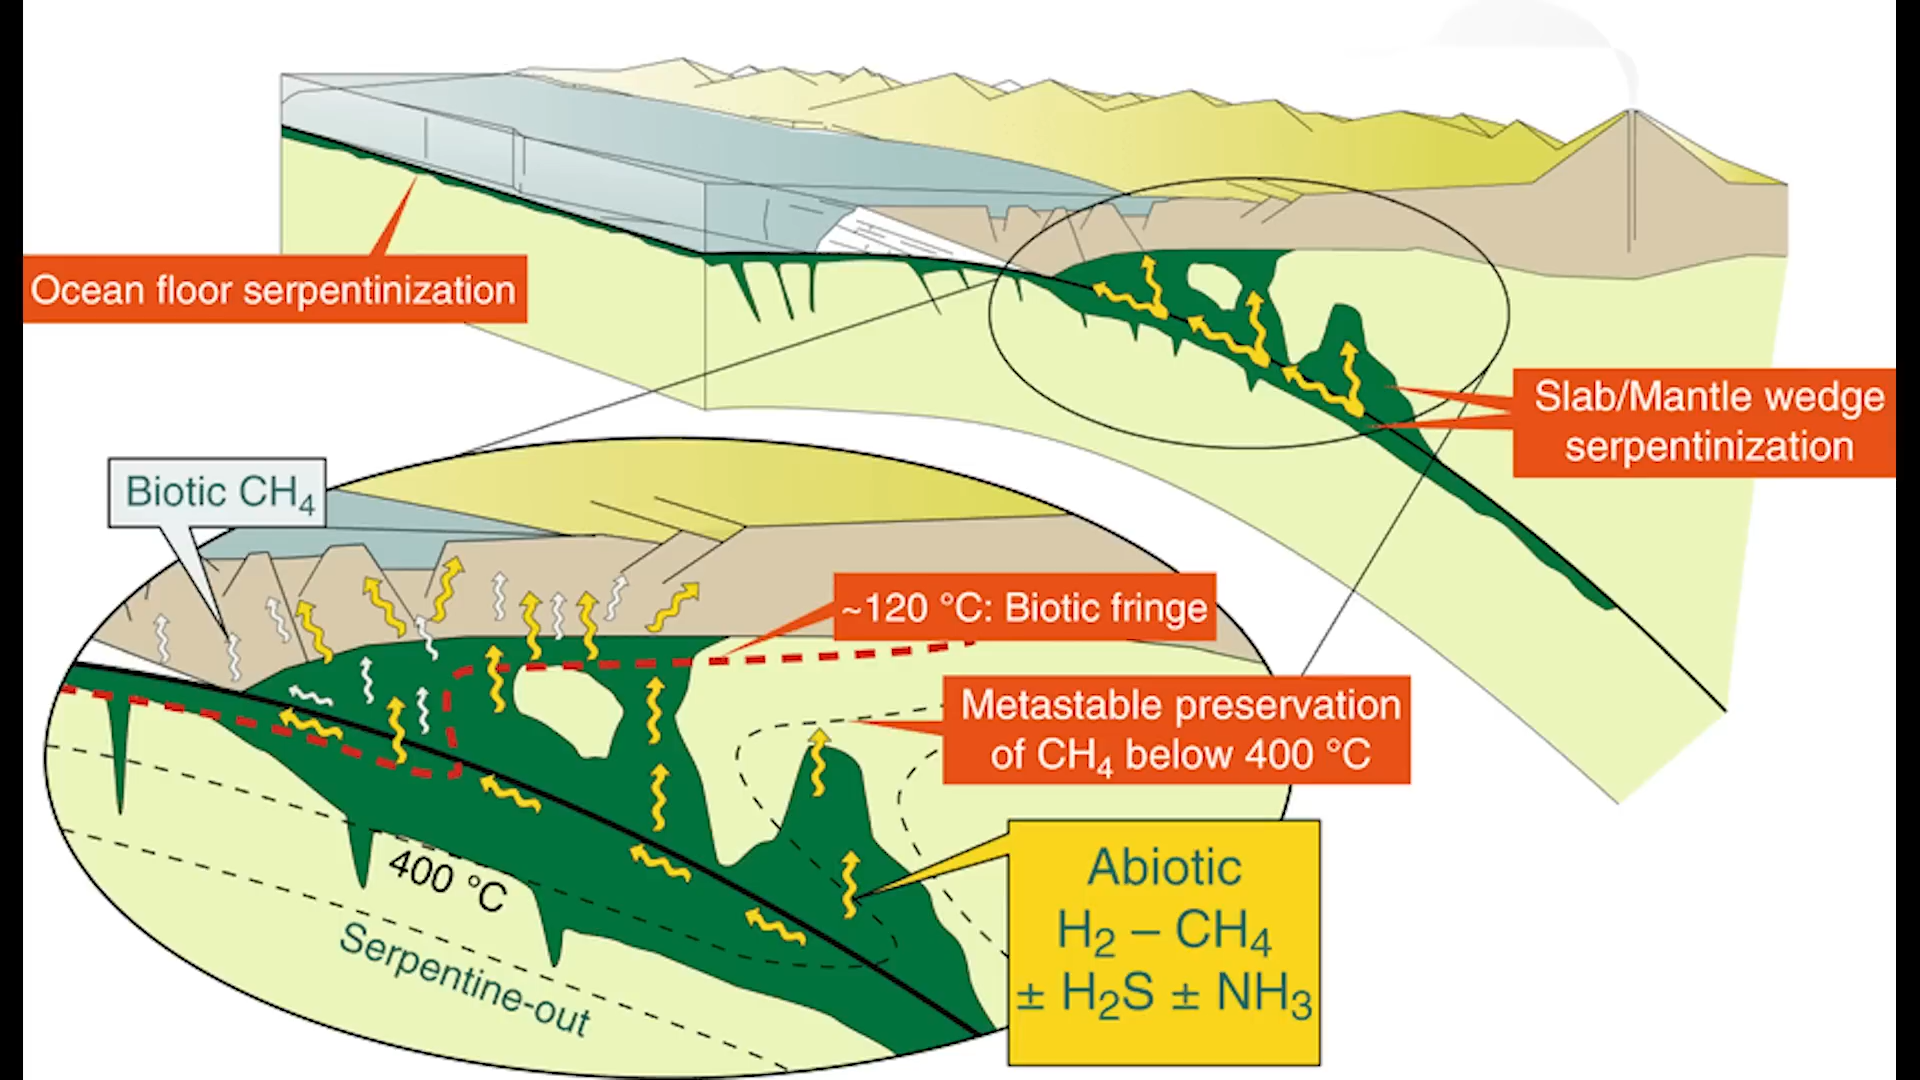 Ocean floor serpentinization
Slab/Mantle wedge
serpentinization
Biotic CH₄
~120 °C: Biotic fringe
Metastable preservation
of CH₄ below 400 °C
400 °C
Serpentine-out
Abiotic
H₂ – CH₄
± H₂S ± NH₃